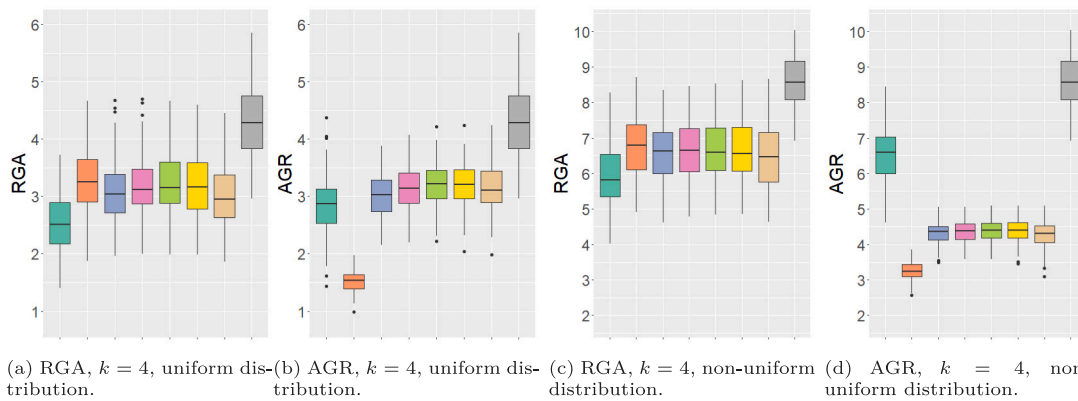 RGA
6
5
4
3
2
1
AGR
6
5
4
3
2
1
RGA
10
9
8
7
6
5
4
3
2
AGR
10
9
8
7
6
5
4
3
2
(a) RGA, k = 4, uniform dis-
tribution.
(b) AGR, k = 4, uniform dis-
tribution.
(c) RGA, k = 4, non-uniform
distribution.
(d) AGR, k = 4, non
uniform distribution.